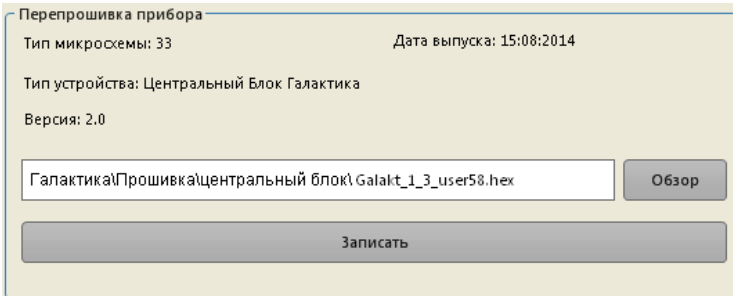 Перепрошивка прибора
Тип микросхемы: 33 Дата выпуска: 15:08:2014
Тип устройства: Центральный Блок Галактика
Версия: 2.0
Галактика\Прошивка\центральный блок\ Galakt_1_3_user58.hex Обзор
Записать